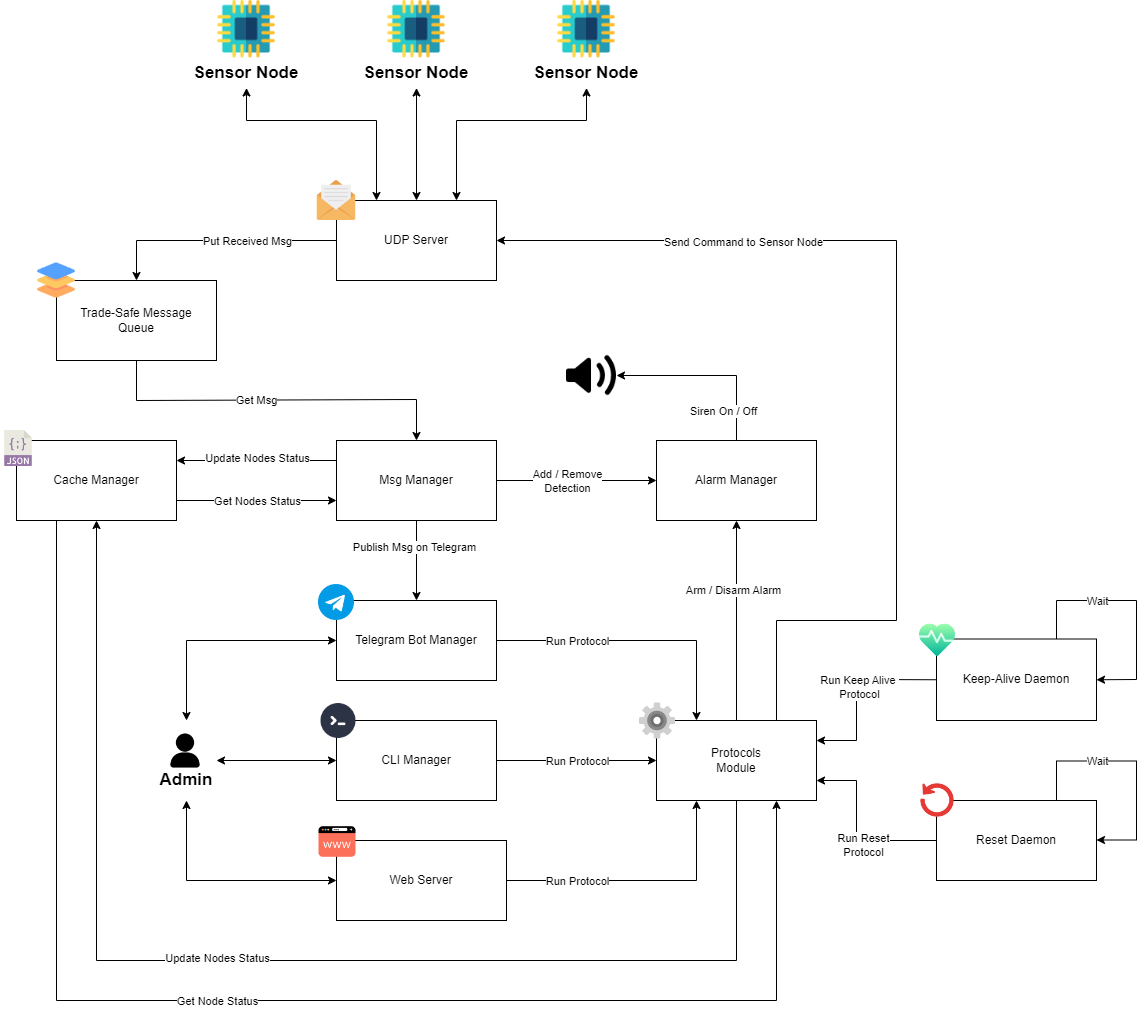 Sensor Node
Sensor Node
Sensor Node
UDP Server
Put Received Msg
Send Command to Sensor Node
Trade-Safe Message
Queue
Get Msg
Siren On / Off
{;}
JSON
Cache Manager
Update Nodes Status
Get Nodes Status
Msg Manager
Add / Remove
Detection
Alarm Manager
Publish Msg on Telegram
Arm / Disarm Alarm
Telegram Bot Manager
Run Protocol
Wait
Keep-Alive Daemon
Run Keep Alive
Protocol
Admin
>_
CLI Manager
Run Protocol
Protocols
Module
Wait
Run Reset
Protocol
Reset Daemon
www
Web Server
Run Protocol
Update Nodes Status
Get Node Status